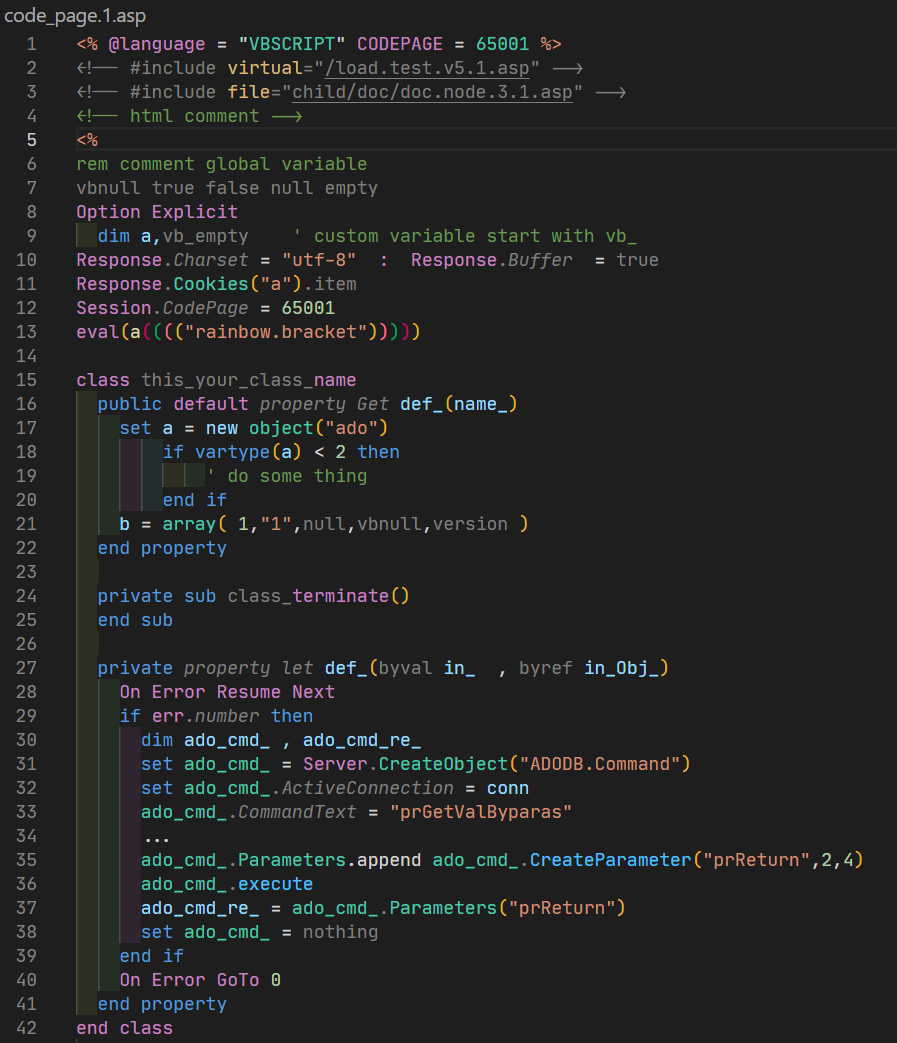 code_page.1.asp
1 <% @language = "VBSCRIPT" CODEPAGE = 65001 %>
2 <!-- #include virtual="/load.test.v5.1.asp" -->
3 <!-- #include file="child/doc/doc.node.3.1.asp" -->
4 <!-- html comment -->
5 <%
6 rem comment global variable
7 vbnull true false null empty
8 Option Explicit
9   dim a,vb_empty    ' custom variable start with vb_
10 Response.Charset = "utf-8"  :  Response.Buffer  = true
11 Response.Cookies("a").item
12 Session.CodePage = 65001
13 eval(a(((("rainbow.bracket")))))
14
15 class this_your_class_name
16   public default property Get def_(name_)
17     set a = new object("ado")
18         if vartype(a) < 2 then
19             ' do some thing
20         end if
21     b = array( 1,"1",null,vbnull,version )
22   end property
23
24   private sub class_terminate()
25   end sub
26
27   private property let def_(byval in_  , byref in_Obj_)
28     On Error Resume Next
29     if err.number then
30       dim ado_cmd_ , ado_cmd_re_
31       set ado_cmd_ = Server.CreateObject("ADODB.Command")
32       set ado_cmd_.ActiveConnection = conn
33       ado_cmd_.CommandText = "prGetValByparas"
34       ...
35       ado_cmd_.Parameters.append ado_cmd_.CreateParameter("prReturn",2,4)
36       ado_cmd_.execute
37       ado_cmd_re_ = ado_cmd_.Parameters("prReturn")
38       set ado_cmd_ = nothing
39     end if
40     On Error GoTo 0
41   end property
42 end class